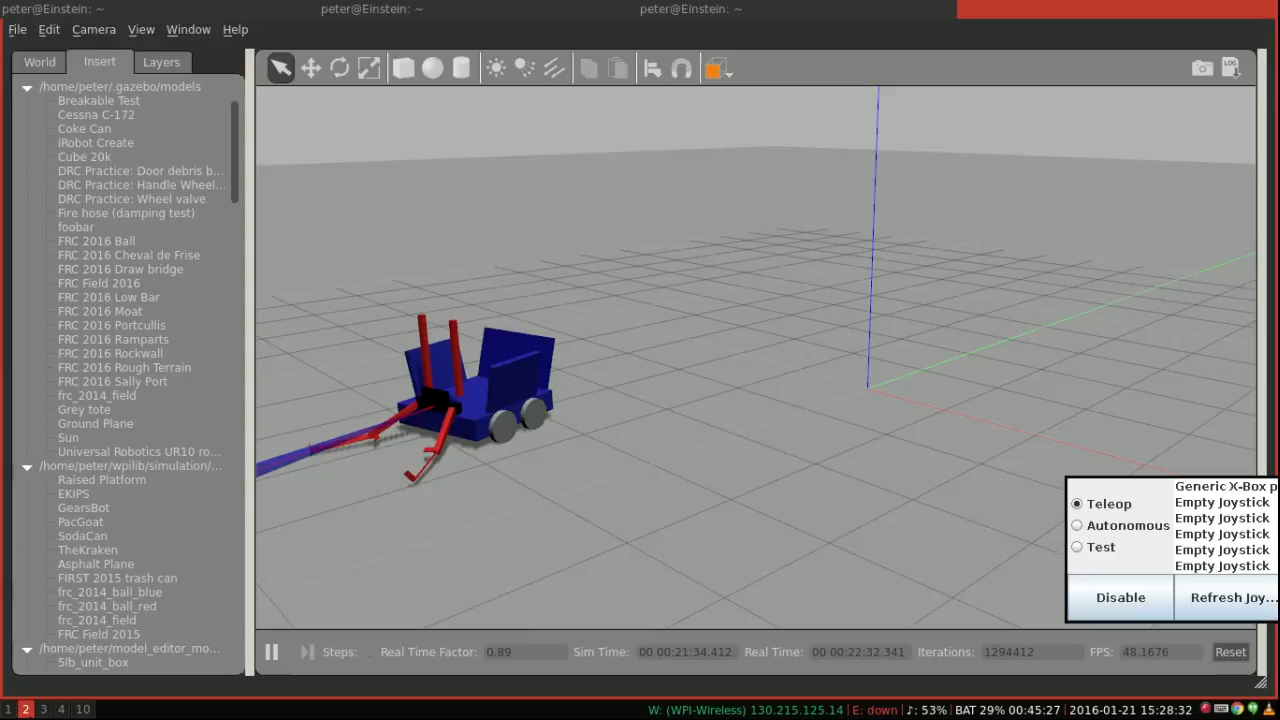 peter@Einstein: ~ peter@Einstein: ~ peter@Einstein: ~
File Edit Camera View Window Help
World Insert Layers
/home/peter/.gazebo/models
Breakable Test
Cessna C-172
Coke Can
iRobot Create
Cube 20k
DRC Practice: Door debris b...
DRC Practice: Handle Wheel...
DRC Practice: Wheel valve
Fire hose (damping test)
foobar
FRC 2016 Ball
FRC 2016 Cheval de Frise
FRC 2016 Draw bridge
FRC Field 2016
FRC 2016 Low Bar
FRC 2016 Moat
FRC 2016 Portcullis
FRC 2016 Ramparts
FRC 2016 Rockwall
FRC 2016 Rough Terrain
FRC 2016 Sally Port
frc_2014_field
Grey tote
Ground Plane
Sun
Universal Robotics UR10 ro...
/home/peter/wpilib/simulation/...
Raised Platform
EKIPS
GearsBot
PacGoat
SodaCan
TheKraken
Asphalt Plane
FIRST 2015 trash can
frc_2014_ball_blue
frc_2014_ball_red
frc_2014_field
FRC Field 2015
/home/peter/model_editor_mo...
Slb_unit_box
LOG
Teleop
Autonomous
Test
Generic X-Box p
Empty Joystick
Empty Joystick
Empty Joystick
Empty Joystick
Empty Joystick
Disable Refresh Joy...
Steps: Real Time Factor: 0.89 Sim Time: 00 00:21:34.412 Real Time: 00 00:22:32.341 Iterations: 1294412 FPS: 48.1676 Reset
1 2 3 4 10 W: (WPI-Wireless) 130.215.125.14 | E: down | ♪: 53% | BAT 29% 00:45:27 | 2016-01-21 15:28:32